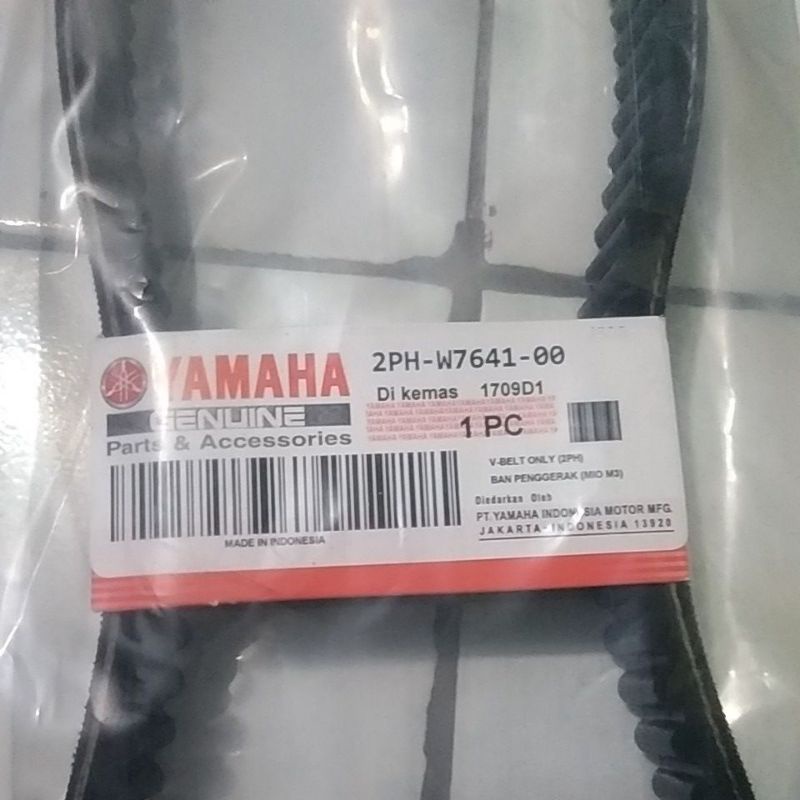 YAMAHA
GENUINE
Parts & Accessories
2PH-W7641-00
Di kemas 1709D1
1 PC
V-BELT ONLY (2PH)
BAN PENGGERAK (MIO M3)
Diedarkan Oleh
PT. YAMAHA INDONESIA MOTOR MFG.
JAKARTA-INDONESIA 13920
MADE IN INDONESIA